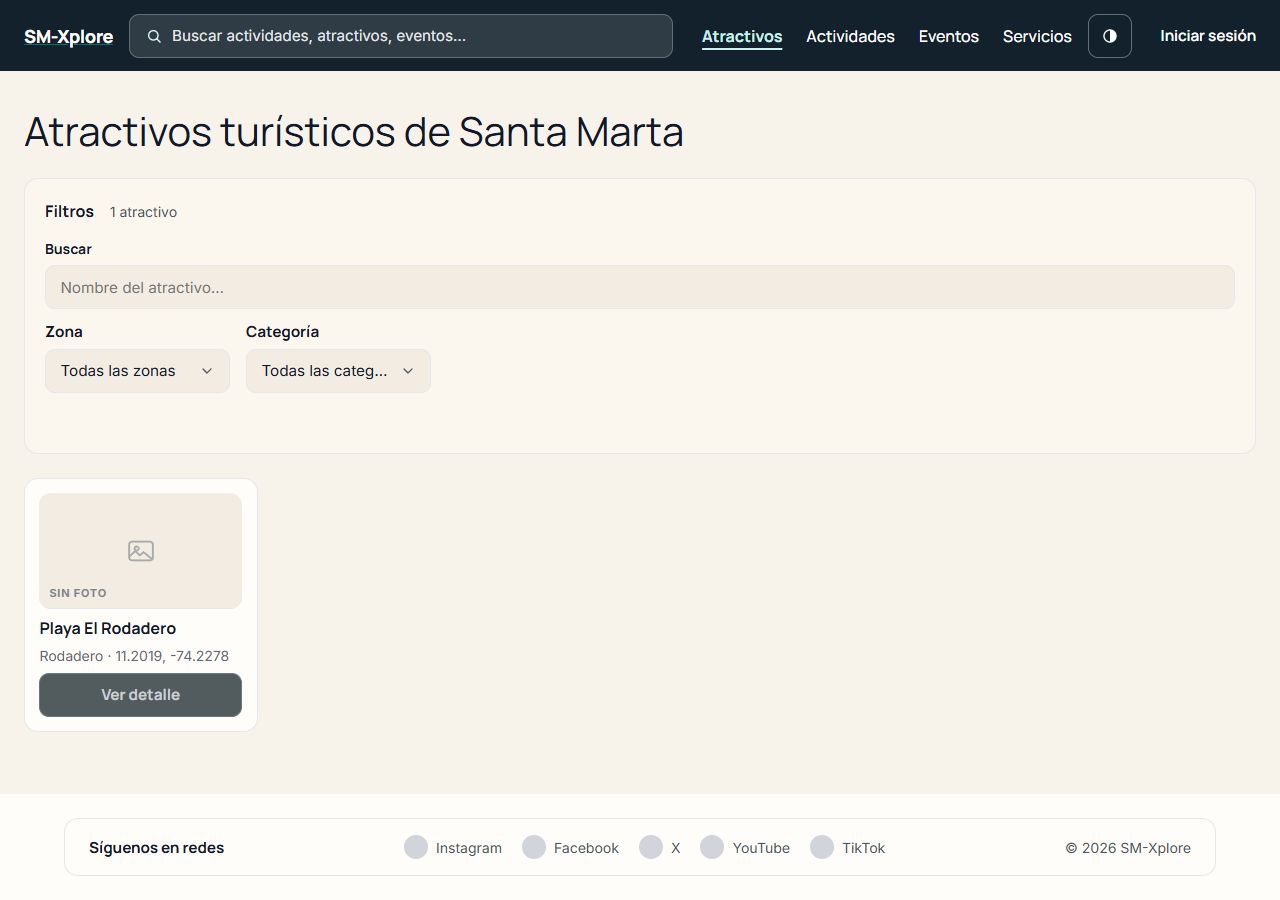 SM-Xplore
Buscar actividades, atractivos, eventos...
Atractivos
Actividades
Eventos
Servicios
Iniciar sesión
Atractivos turísticos de Santa Marta
Filtros 1 atractivo
Buscar
Nombre del atractivo...
Zona Categoría
Todas las zonas Todas las categ...
SIN FOTO
Playa El Rodadero
Rodadero · 11.2019, -74.2278
Ver detalle
Síguenos en redes
Instagram
Facebook
X
YouTube
TikTok
© 2026 SM-Xplore